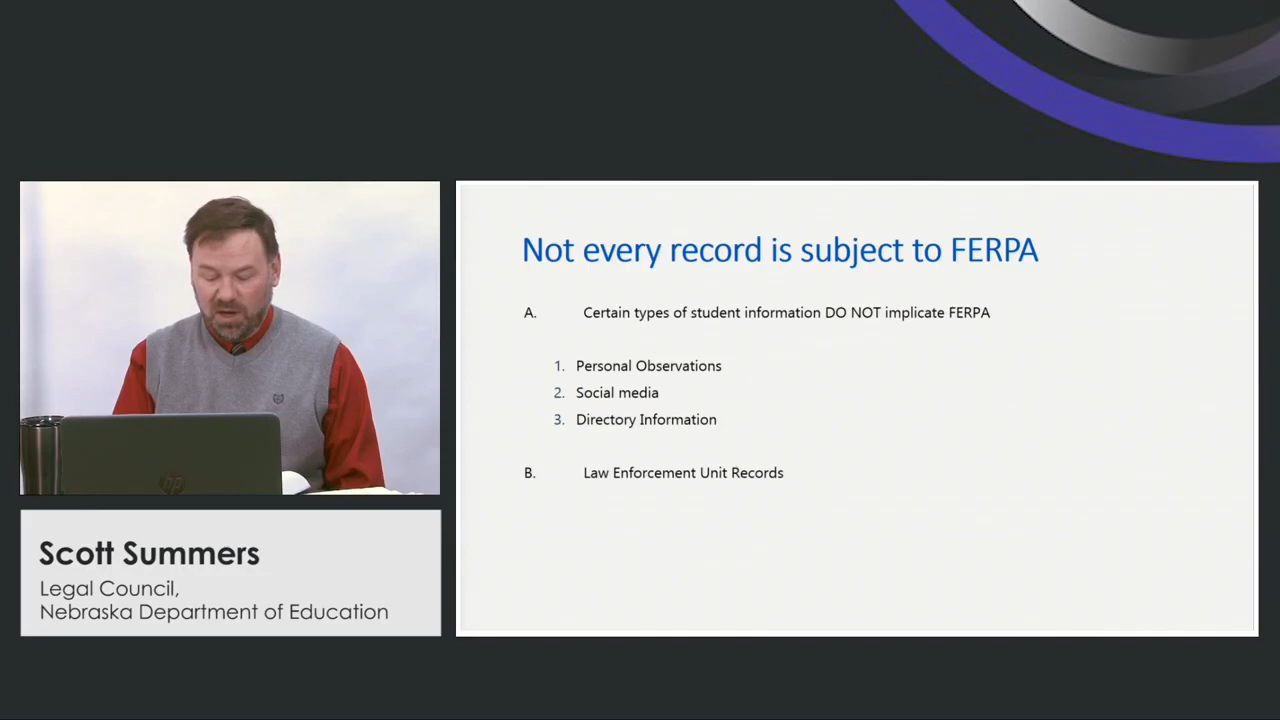 Not every record is subject to FERPA
A. Certain types of student information DO NOT implicate FERPA
1. Personal Observations
2. Social media
3. Directory Information
B. Law Enforcement Unit Records
hp
Scott Summers
Legal Council,
Nebraska Department of Education